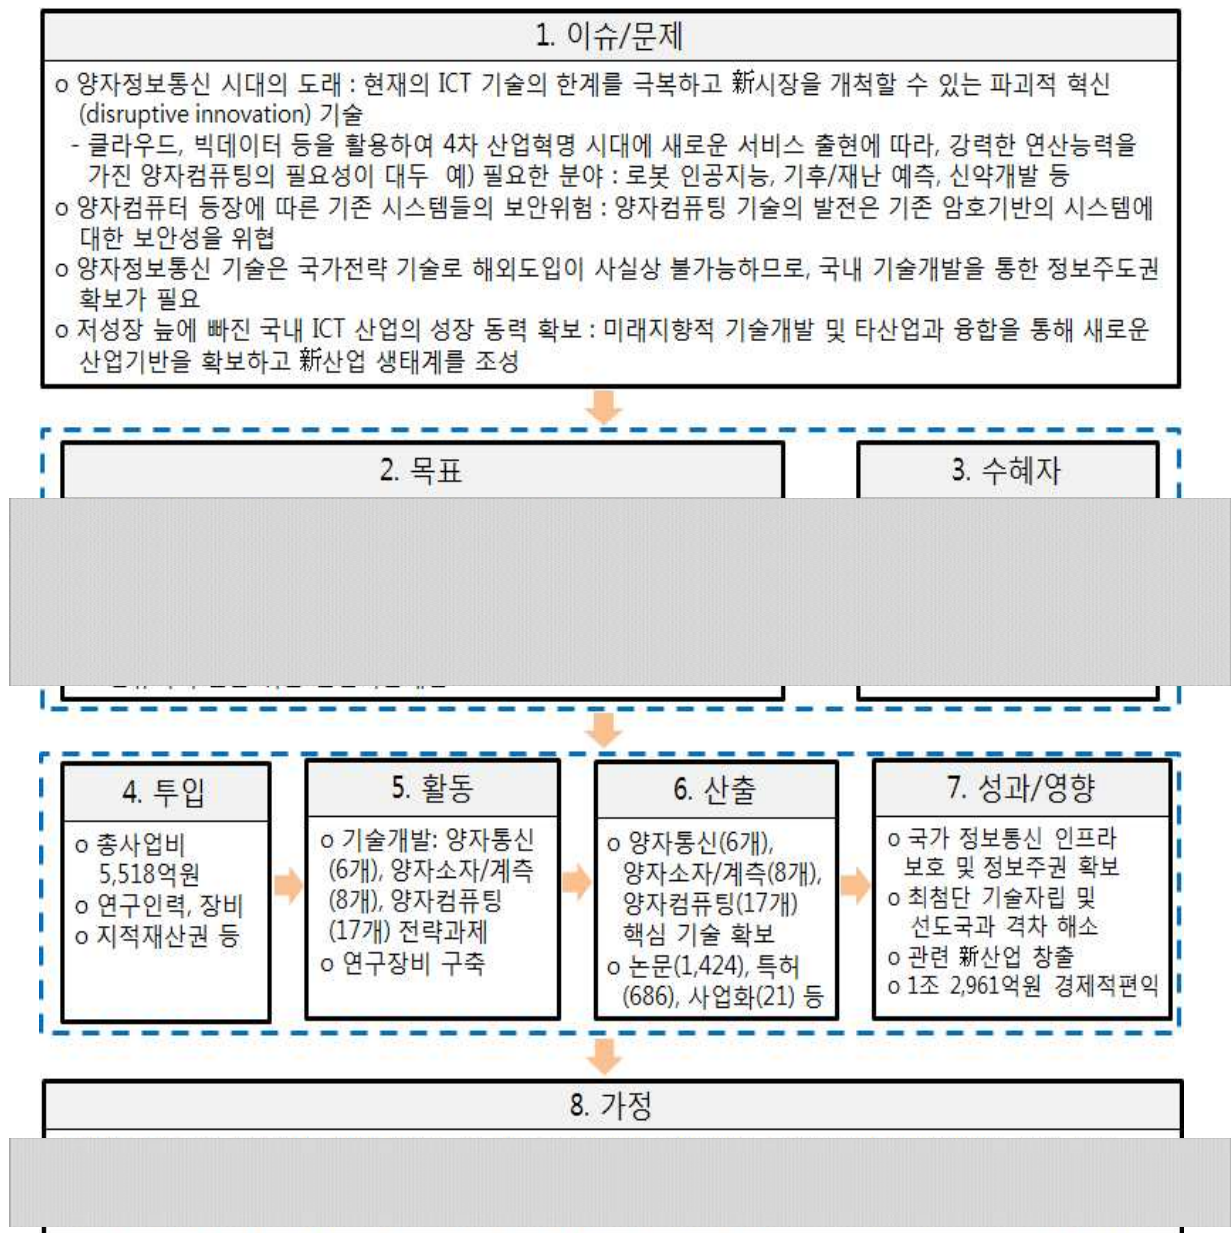 1. 이슈/문제
o 양자정보통신 시대의 도래 : 현재의 ICT 기술의 한계를 극복하고 新시장을 개척할 수 있는 파괴적 혁신
(disruptive innovation) 기술
- 클라우드, 빅데이터 등을 활용하여 4차 산업혁명 시대에 새로운 서비스 출현에 따라, 강력한 연산능력을
가진 양자컴퓨팅의 필요성이 대두 예) 필요한 분야 : 로봇 인공지능, 기후/재난 예측, 신약개발 등
o 양자컴퓨터 등장에 따른 기존 시스템들의 보안위험 : 양자컴퓨팅 기술의 발전은 기존 암호기반의 시스템에
대한 보안성을 위협
o 양자정보통신 기술은 국가전략 기술로 해외도입이 사실상 불가능하므로, 국내 기술개발을 통한 정보주도권
확보가 필요
o 저성장 늪에 빠진 국내 ICT 산업의 성장 동력 확보 : 미래지향적 기술개발 및 타산업과 융합을 통해 새로운
산업기반을 확보하고 新산업 생태계를 조성
2. 목표
3. 수혜자
4. 투입
o 총사업비
5,518억원
o 연구인력, 장비
o 지적재산권 등
5. 활동
o 기술개발: 양자통신
(6개), 양자소자/계측
(8개), 양자컴퓨팅
(17개) 전략과제
o 연구장비 구축
6. 산출
o 양자통신(6개),
양자소자/계측(8개),
양자컴퓨팅(17개)
핵심 기술 확보
o 논문(1,424), 특허
(686), 사업화(21) 등
7. 성과/영향
o 국가 정보통신 인프라
보호 및 정보주권 확보
o 최첨단 기술자립 및
선도국과 격차 해소
o 관련 新산업 창출
o 1조 2,961억원 경제적편익
8. 가정